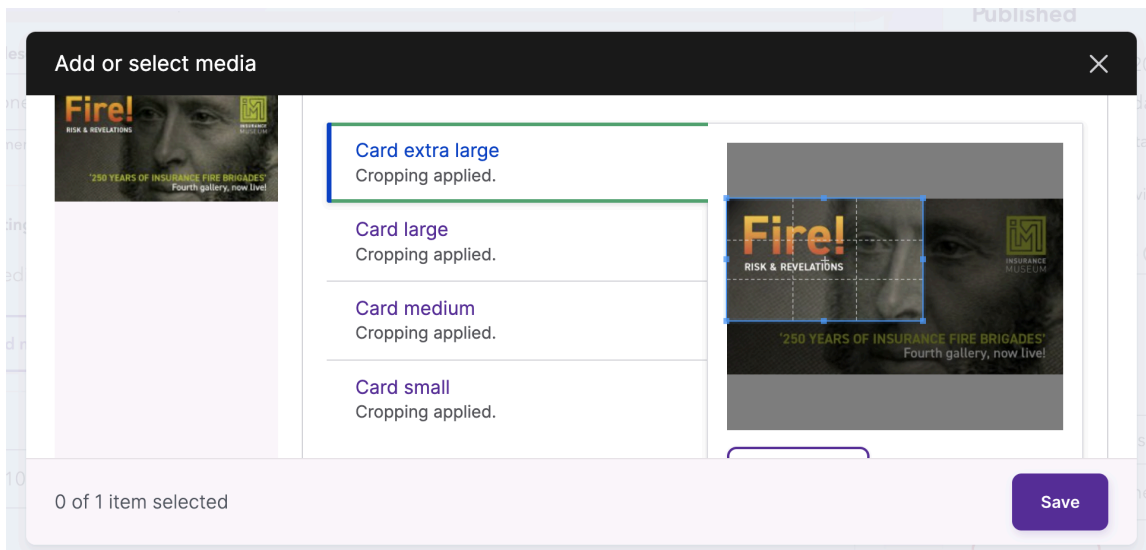 Published
Add or select media
Fire!
RISK & REVELATIONS
INSURANCE
MUSEUM
'250 YEARS OF INSURANCE FIRE BRIGADES'
Fourth gallery, now live!
Card extra large
Cropping applied.
Card large
Cropping applied.
Card medium
Cropping applied.
Card small
Cropping applied.
Fire!
RISK & REVELATIONS
INSURANCE
MUSEUM
'250 YEARS OF INSURANCE FIRE BRIGADES'
Fourth gallery, now live!
0 of 1 item selected
Save